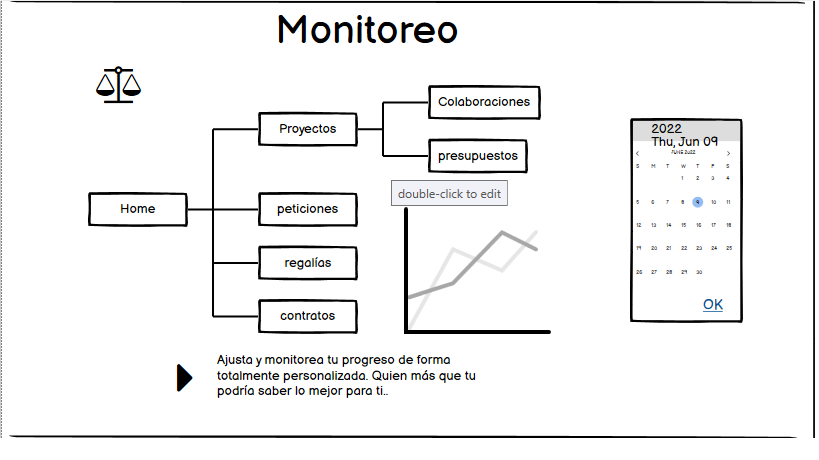 Monitoreo
Colaboraciones
Proyectos
presupuestos
double-click to edit
Home
peticiones
regalías
contratos
2022
Thu, Jun 09
< JUNE 2022 >
S M T W T F S
1 2 3 4
5 6 7 8 9 10 11
12 13 14 15 16 17 18
19 20 21 22 23 24 25
26 27 28 29 30
OK
Ajusta y monitorea tu progreso de forma
totalmente personalizada. Quien más que tu
podría saber lo mejor para ti..